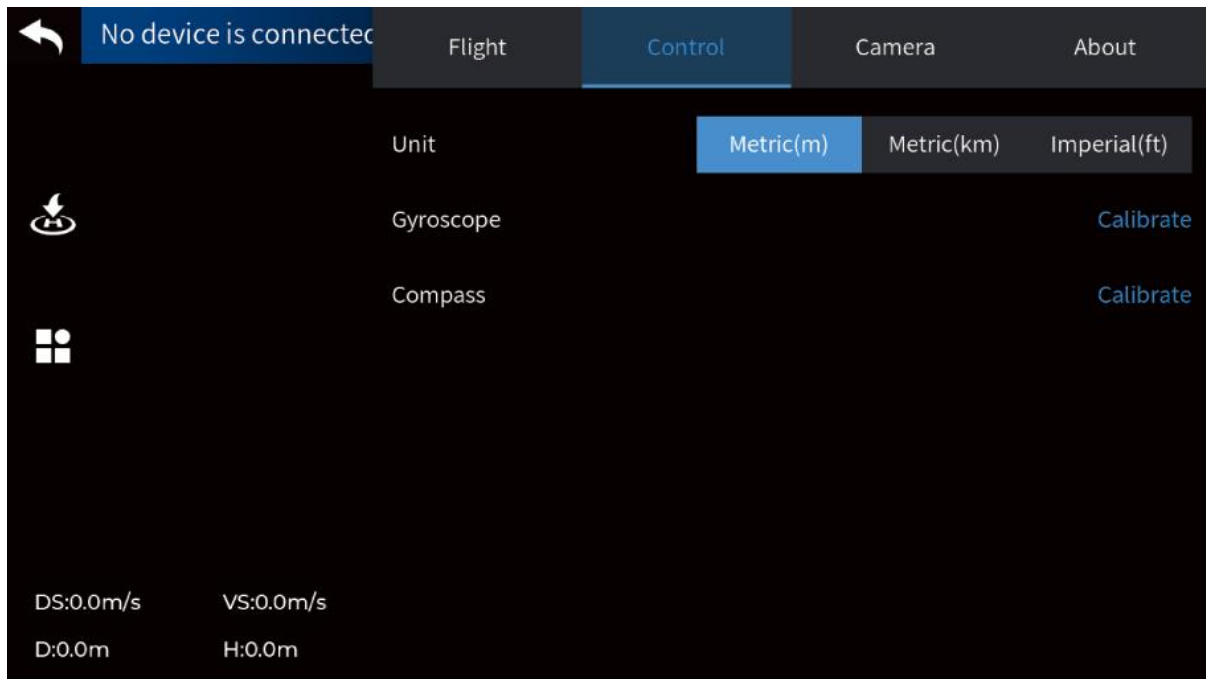 No device is connected
Flight
Control
Camera
About
Unit
Metric(m)
Metric(km)
Imperial(ft)
Gyroscope
Calibrate
Compass
Calibrate
DS:0.0m/s
VS:0.0m/s
D:0.0m
H:0.0m